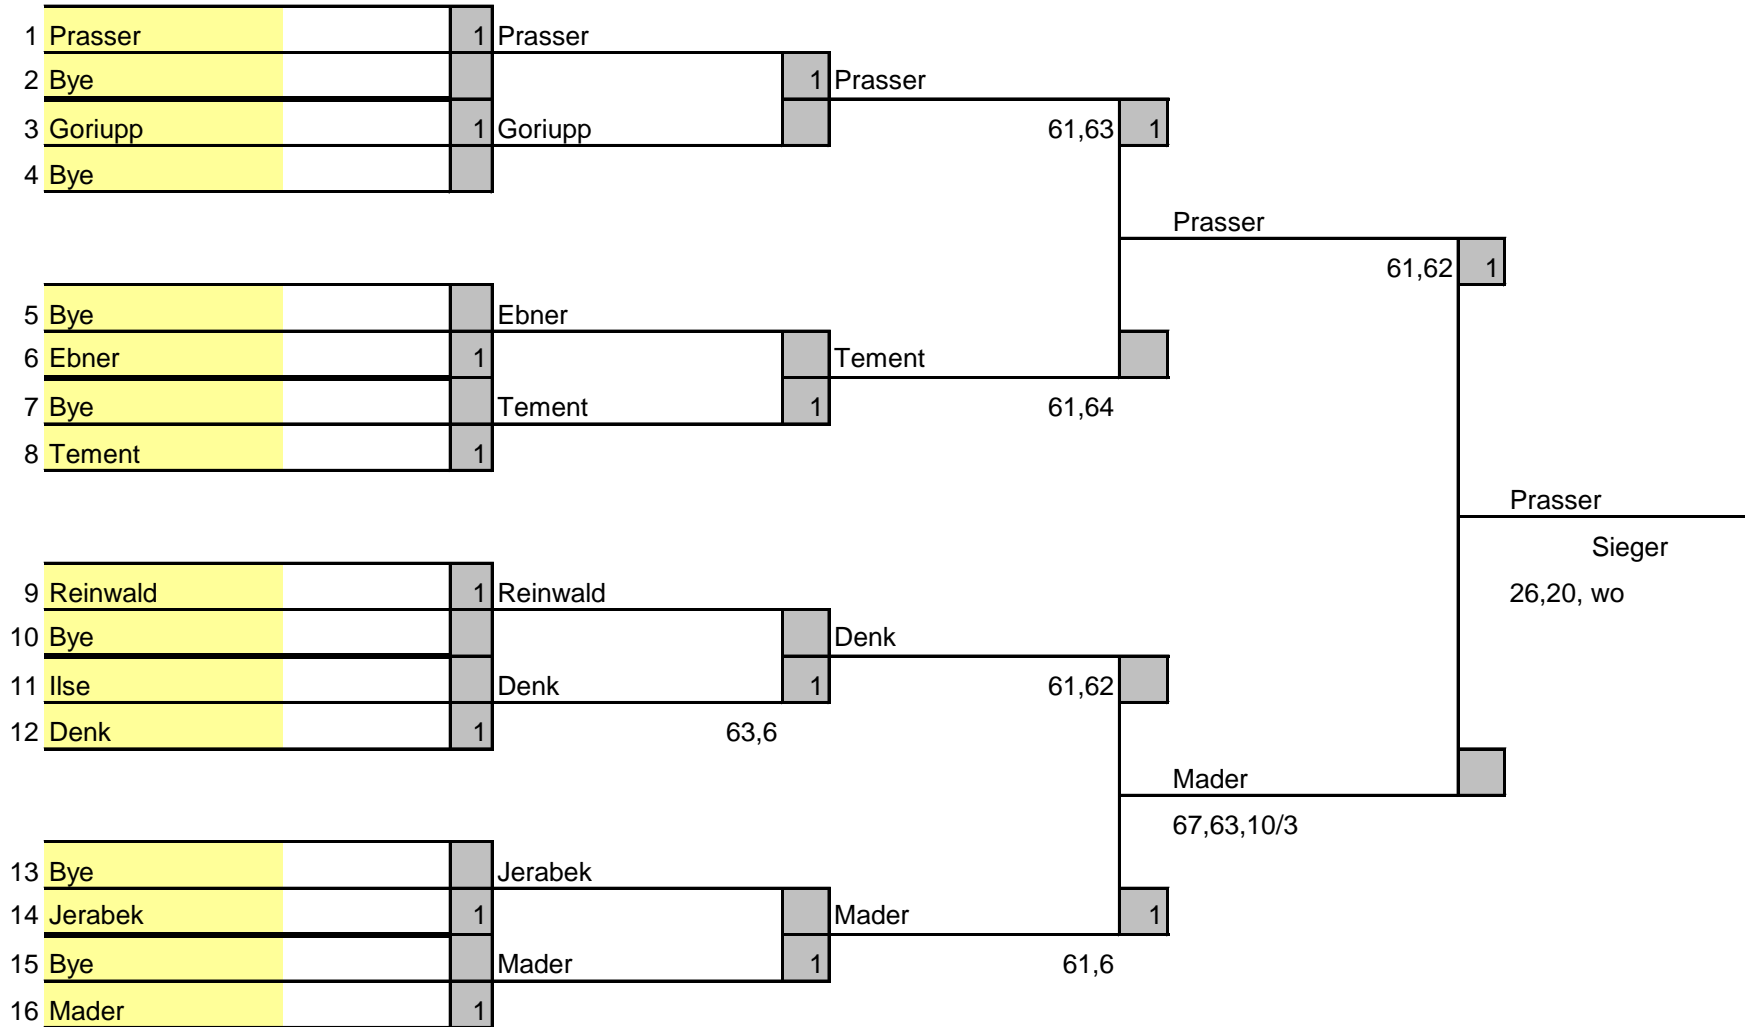 1 Prasser 1 Prasser
2 Bye 1 Prasser
3 Goriupp 1 Goriupp 61,63 1
4 Bye
Prasser
61,62 1
5 Bye Ebner
6 Ebner 1 Tement
7 Bye Tement 1 61,64
8 Tement 1
Prasser
Sieger
9 Reinwald 1 Reinwald 26,20, wo
10 Bye Denk
11 Ilse Denk 1 61,62
12 Denk 1 63,6
Mader
67,63,10/3
13 Bye Jerabek
14 Jerabek 1 Mader 1
15 Bye Mader 1 61,6
16 Mader 1